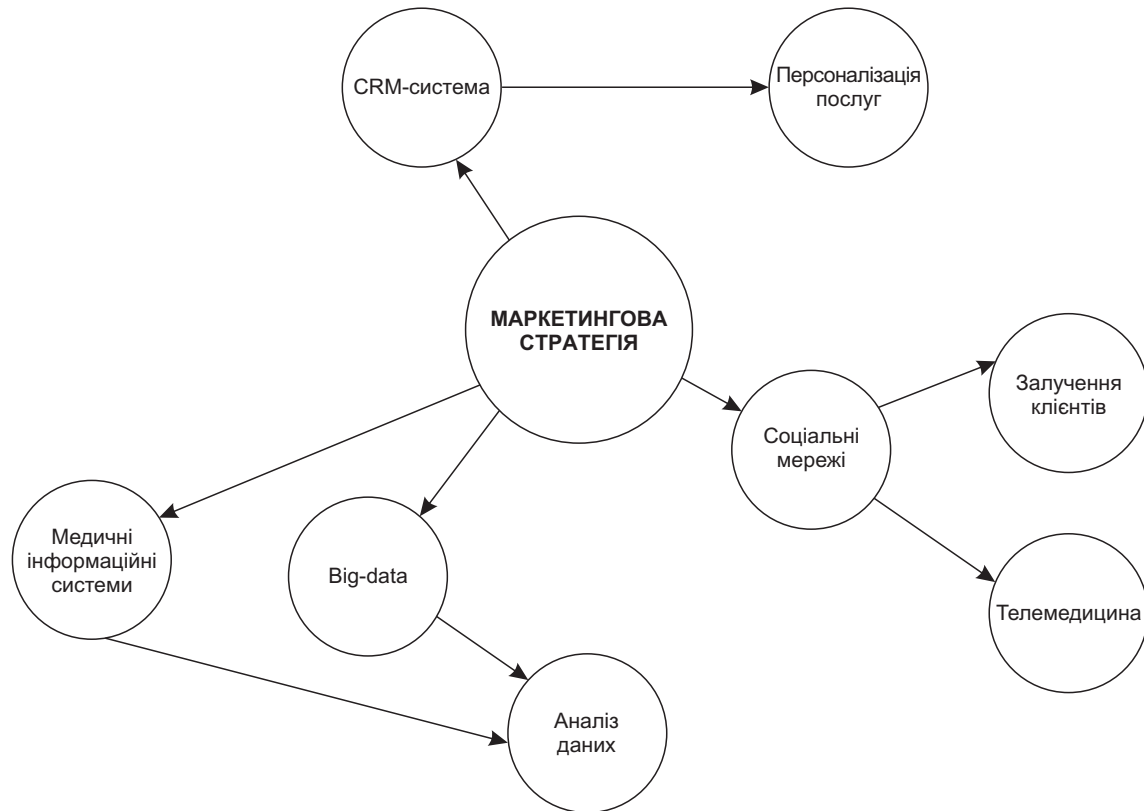 CRM-система
Персоналізація
послуг
МАРКЕТИНГОВА
СТРАТЕГІЯ
Залучення
клієнтів
Соціальні
мережі
Медичні
інформаційні
системи
Big-data
Телемедицина
Аналіз
даних